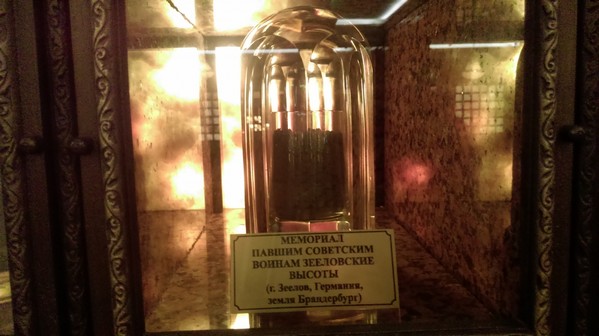 МЕМОРИАЛ
ПАВШИМ СОВЕТСКИМ
ВОИНАМ ЗЕЕЛОВСКИЕ
ВЫСОТЫ
(г. Зеелов, Германия,
земля Бранденбург)